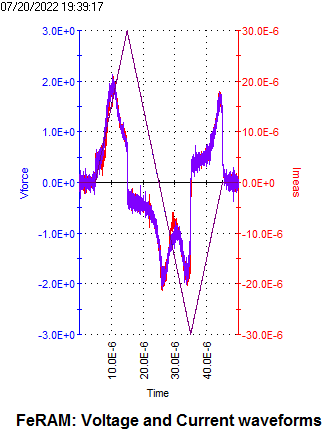 07/20/2022 19:39:17
3.0E+0
30.0E-6
2.0E+0
20.0E-6
1.0E+0
10.0E-6
0.0E+0
0.0E+0
-1.0E+0
-10.0E-6
-2.0E+0
-20.0E-6
-3.0E+0
-30.0E-6
Vforce
Imeas
10.0E-6
20.0E-6
30.0E-6
40.0E-6
Time
FeRAM: Voltage and Current waveforms